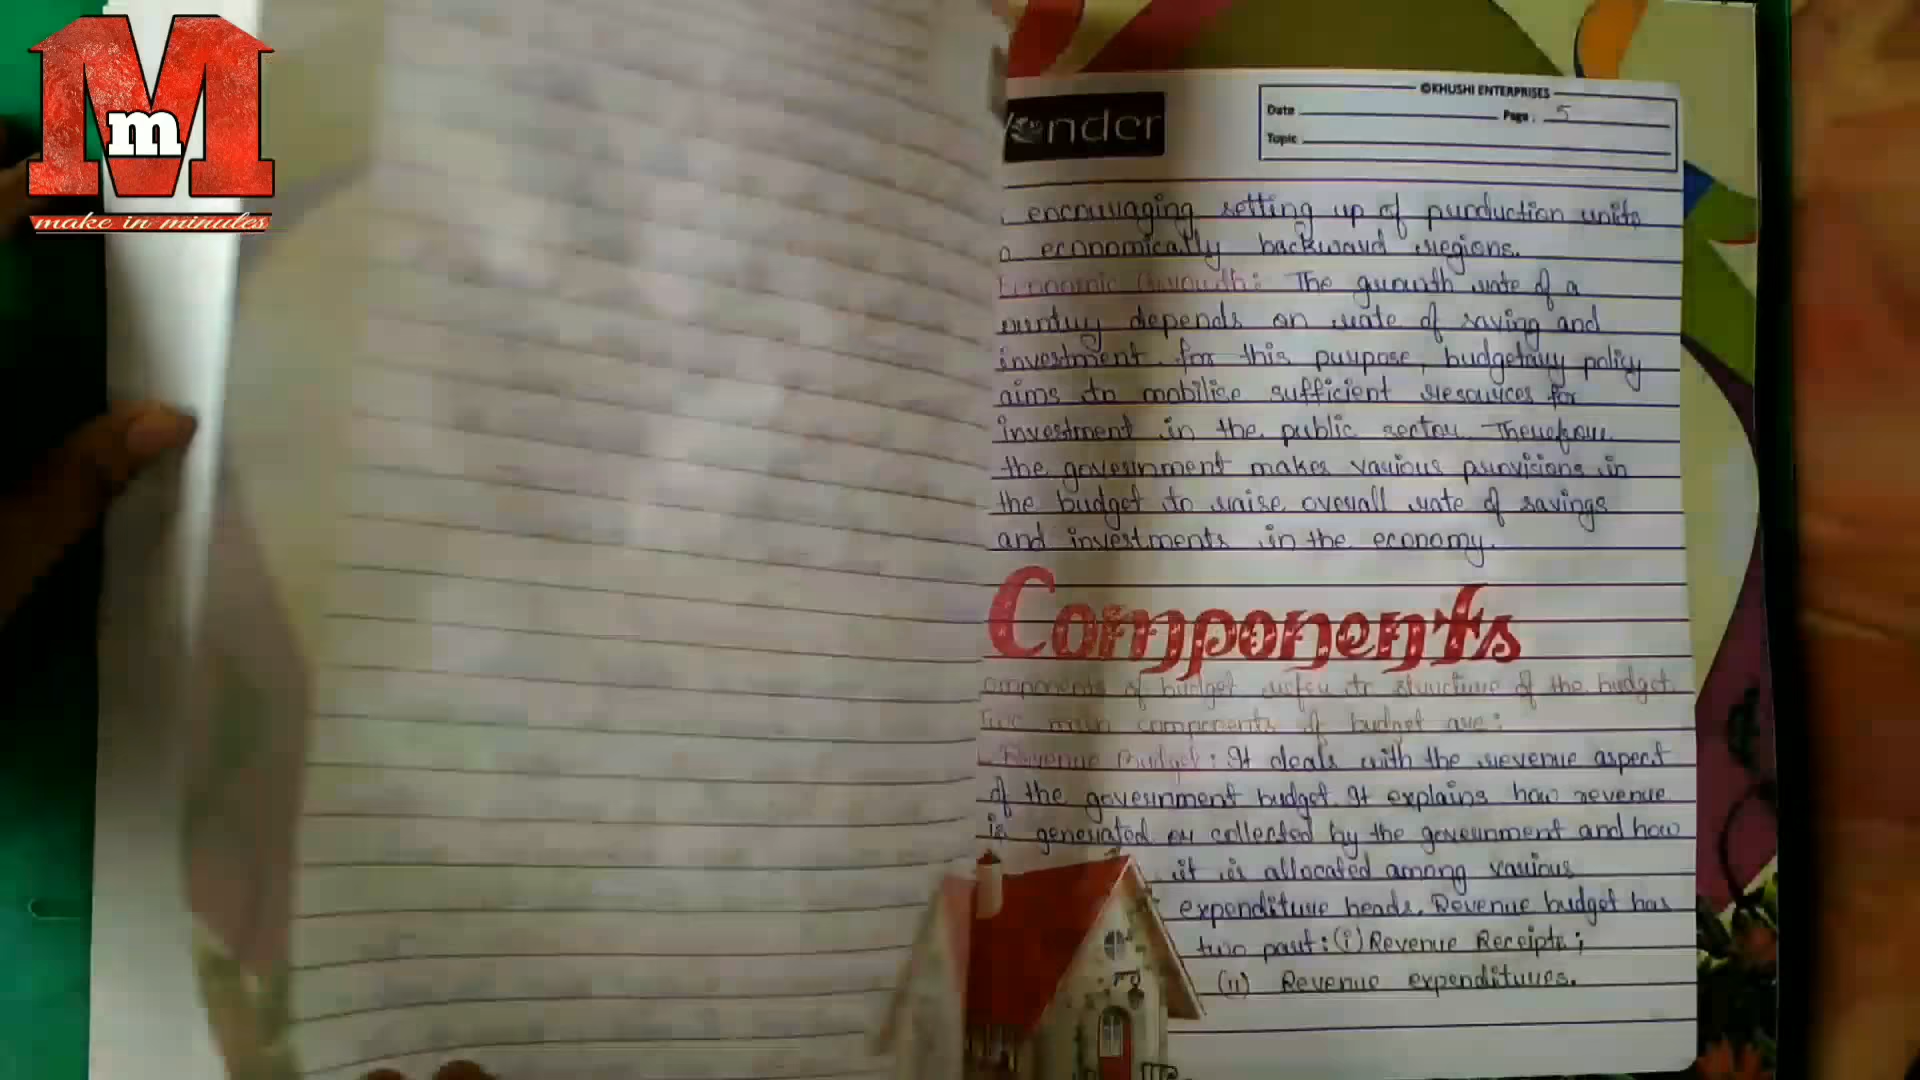 M
m
make in minutes
©KHUSHI ENTERPRISES
Date
Page. 5
Topic
encouraging setting up of production units
economically backward regions.
Economic Growth: The growth rate of a
country depends on rate of saving and
investment for this purpose, budgetary policy
aims to mobilise sufficient resources for
investment in the public sector. Therefore
the government makes various provisions in
the budget to raise overall rate of savings
and investments in the economy.
Components
components of budget refer to structure of the budget.
Two main components of budget are:
Revenue Budget: It deals with the revenue aspect
of the government budget. It explains how revenue
is generated or collected by the government and how
it is allocated among various
expenditure heads. Revenue budget has
two part: (i) Revenue Receipts;
(ii) Revenue expenditures.